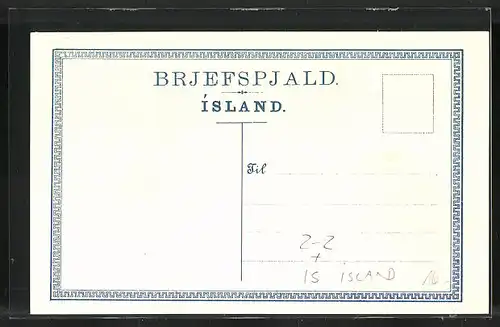 BRJEFSPJALD.
ÍSLAND.
Til
2-2
+
IS ISLAND 16-